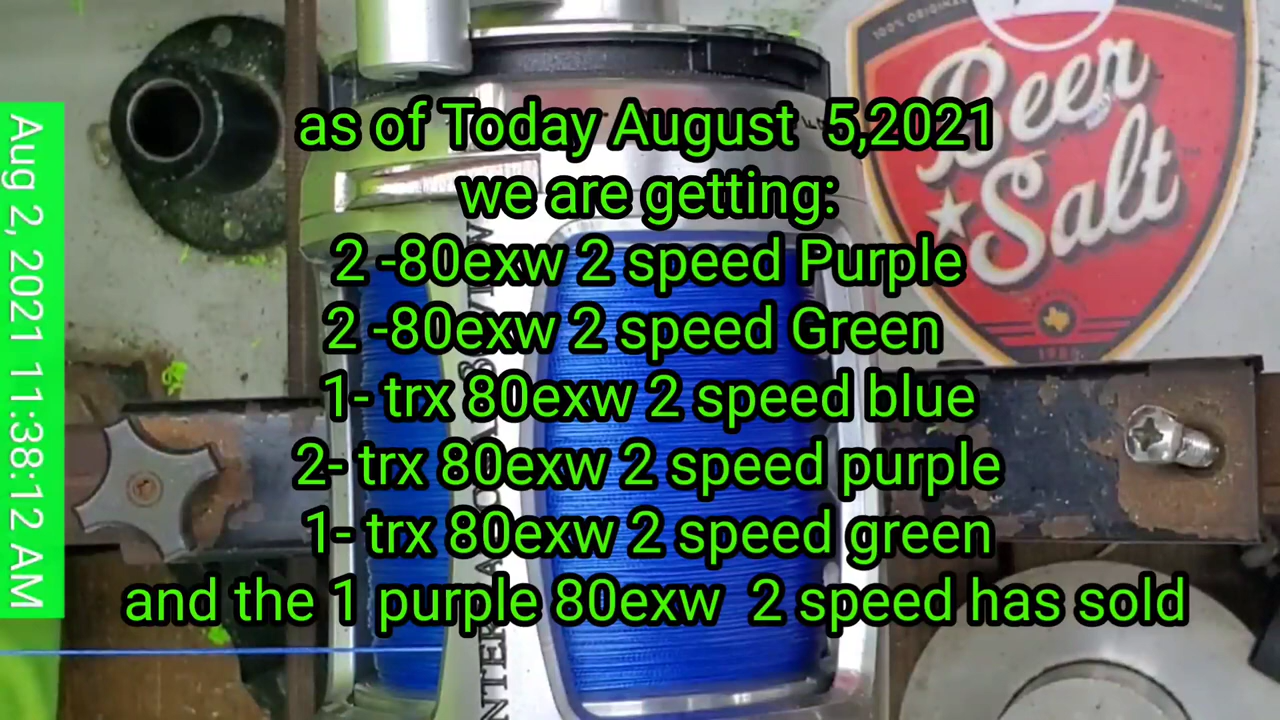 Aug 2, 2021 11:38:12 AM
as of Today August 5,2021
we are getting:
2 -80exw 2 speed Purple
2 -80exw 2 speed Green
1- trx 80exw 2 speed blue
2- trx 80exw 2 speed purple
1- trx 80exw 2 speed green
and the 1 purple 80exw 2 speed has sold
100% ORIGINAL
Beer
Salt